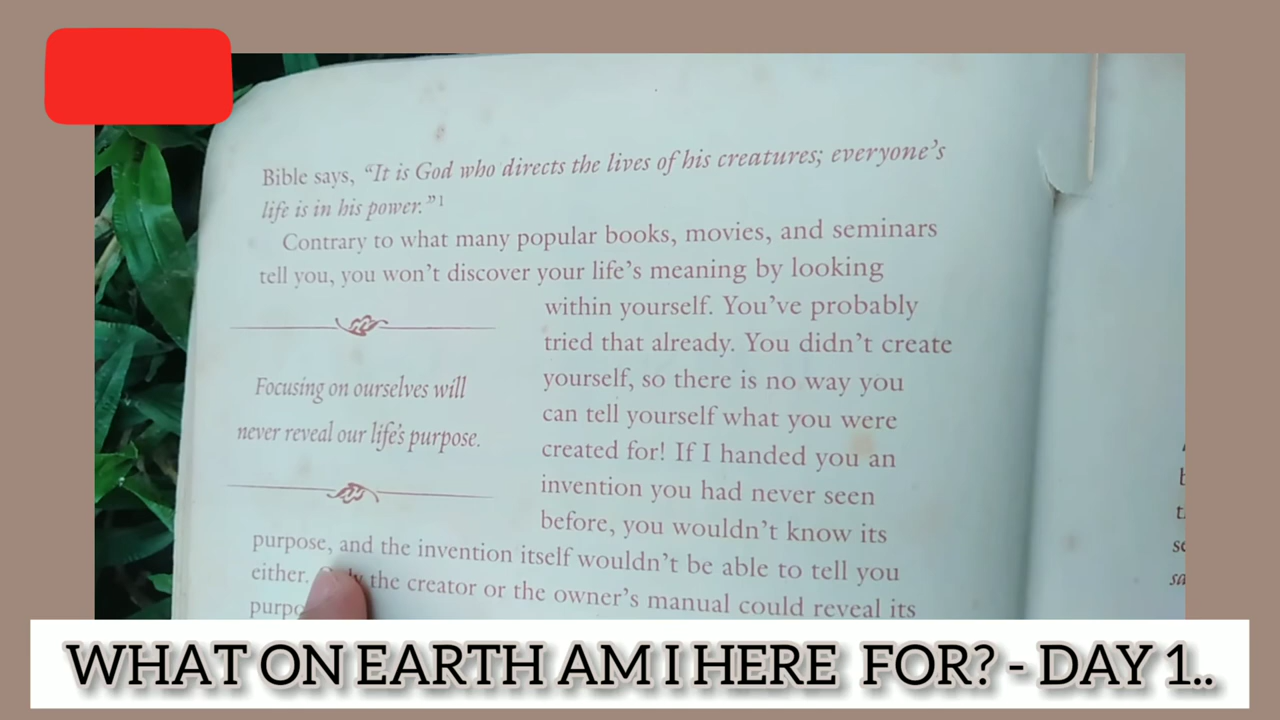 Bible says, “It is God who directs the lives of his creatures; everyone’s
life is in his power.”1
Contrary to what many popular books, movies, and seminars
tell you, you won’t discover your life’s meaning by looking
within yourself. You’ve probably
tried that already. You didn’t create
yourself, so there is no way you
can tell yourself what you were
created for! If I handed you an
invention you had never seen
before, you wouldn’t know its
Focusing on ourselves will
never reveal our life’s purpose.
purpose, and the invention itself wouldn’t be able to tell you
either. the creator or the owner’s manual could reveal its
WHAT ON EARTH AM I HERE FOR? - DAY 1..